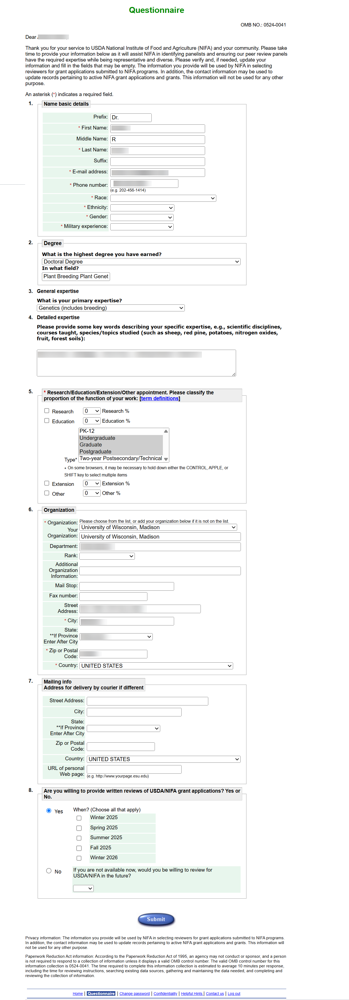 Questionnaire
OMB NO.: 0524-0041
Dear
Thank you for your service to USDA National Institute of Food and Agriculture (NIFA) and your community. Please take
time to provide your information below as it will assist NIFA in identifying panelists and ensuring our peer review panels
have the required expertise while being representative and diverse. Please verify and, if needed, update your
information and fill in the fields that may be empty. The information you provide will be used by NIFA in selecting
reviewers for grant applications submitted to NIFA programs. In addition, the contact information may be used to
update records pertaining to active NIFA grant applications and grants. This information will not be used for any other
purpose.
An asterisk (*) indicates a required field.
1. Name basic details
Prefix: Dr.
* First Name:
Middle Name: R
* Last Name:
Suffix:
* E-mail address:
* Phone number:
(e.g. 202-456-1414)
* Race:
* Ethnicity:
* Gender:
* Military experience:
2. Degree
What is the highest degree you have earned?
Doctoral Degree
In what field?
Plant Breeding Plant Genet
3. General expertise
What is your primary expertise?
Genetics (includes breeding)
4. Detailed expertise
Please provide some key words describing your specific expertise, e.g., scientific disciplines,
courses taught, species/topics studied (such as sheep, red pine, potatoes, nitrogen oxides,
fruit, forest soils):
5. * Research/Education/Extension/Other appointment. Please classify the
proportion of the function of your work: [term definitions]
Research 0 Research %
Education 0 Education %
PK-12
Undergraduate
Graduate
Postgraduate
Type* Two-year Postsecondary/Technical
* On some browsers, it may be necessary to hold down either the CONTROL, APPLE, or
SHIFT key to select multiple items
Extension 0 Extension %
Other 0 Other %
6. Organization
* Organization: Please choose from the list, or add your organization below if it is not on the list.
University of Wisconsin, Madison
Your
Organization: University of Wisconsin, Madison
Department:
Rank:
Additional
Organization
Information:
Mail Stop:
Fax number:
Street
Address:
* City:
State:
**If Province
Enter After City
* Zip or Postal
Code:
* Country: UNITED STATES
7. Mailing info
Address for delivery by courier if different
Street Address:
City:
State:
**If Province
Enter After City
Zip or Postal
Code:
Country: UNITED STATES
URL of personal
Web page:
(e.g. http://www.yourpage.esu.edu)
8. Are you willing to provide written reviews of USDA/NIFA grant applications? Yes or
No.
Yes When? (Choose all that apply)
Winter 2025
Spring 2025
Summer 2025
Fall 2025
Winter 2026
No If you are not available now, would you be willing to review for
USDA/NIFA in the future?
Submit
Privacy information: The information you provide will be used by NIFA in selecting reviewers for grant applications submitted to NIFA programs.
In addition, the contact information may be used to update records pertaining to active NIFA grant applications and grants. This information will
not be used for any other purpose.
Paperwork Reduction Act information: According to the Paperwork Reduction Act of 1995, an agency may not conduct or sponsor, and a person
is not required to respond to a collection of information unless it displays a valid OMB control number. The valid OMB control number for this
information collection is 0524-0041. The time required to complete this information collection is estimated to average 10 minutes per response,
including the time for reviewing instructions, searching existing data sources, gathering and maintaining the data needed, and completing and
reviewing the collection of information.
Home | Questionnaire | Change password | Confidentiality | Helpful Hints | Contact us | Log out